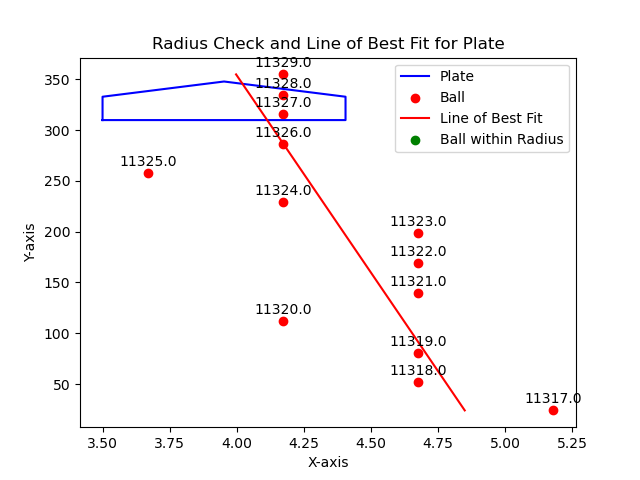 Radius Check and Line of Best Fit for Plate
11329.0
11328.0
11327.0
11326.0
11325.0
11324.0
11323.0
11322.0
11321.0
11320.0
11319.0
11318.0
11317.0
Plate
Ball
Line of Best Fit
Ball within Radius
350
300
250
200
150
100
50
Y-axis
3.50 3.75 4.00 4.25 4.50 4.75 5.00 5.25
X-axis